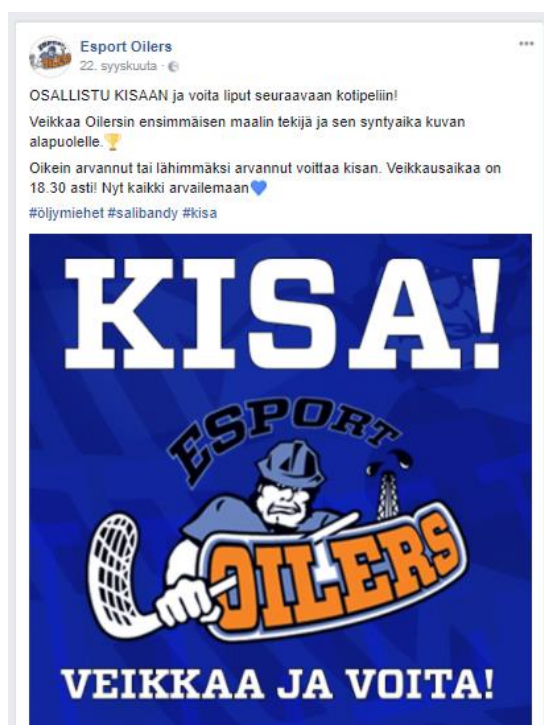 Esport Oilers
22. syyskuuta ·
OSALLISTU KISAAN ja voita liput seuraavaan kotipeliin!
Veikkaa Oilersin ensimmäisen maalin tekijä ja sen syntyaika kuvan
alapuolelle.🏆
Oikein arvannut tai lähimmäksi arvannut voittaa kisan. Veikkausaikaa on
18.30 asti! Nyt kaikki arvailemaan💙
#öljymiehet #salibandy #kisa
KISA!
ESPORT
OILERS
VEIKKAA JA VOITA!